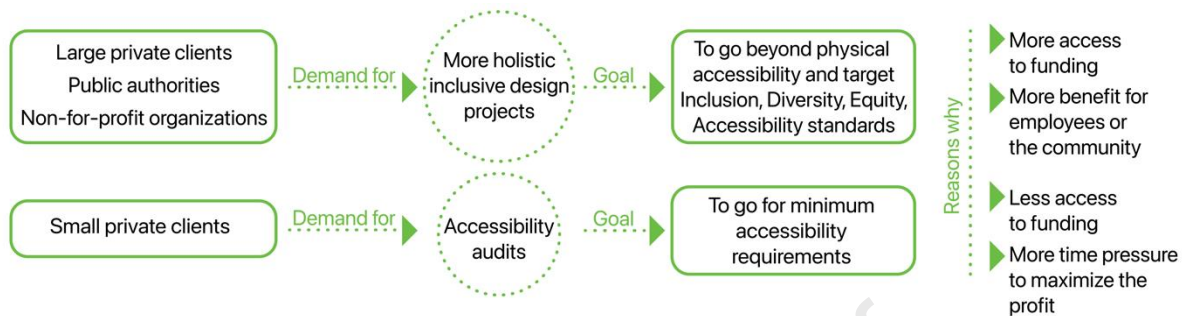 Large private clients
Public authorities
Non-for-profit organizations
Demand for
More holistic
inclusive design
projects
Goal
To go beyond physical
accessibility and target
Inclusion, Diversity, Equity,
Accessibility standards
Small private clients
Demand for
Accessibility
audits
Goal
To go for minimum
accessibility
requirements
Reasons why
More access
to funding
More benefit for
employees or
the community
Less access
to funding
More time pressure
to maximize the
profit